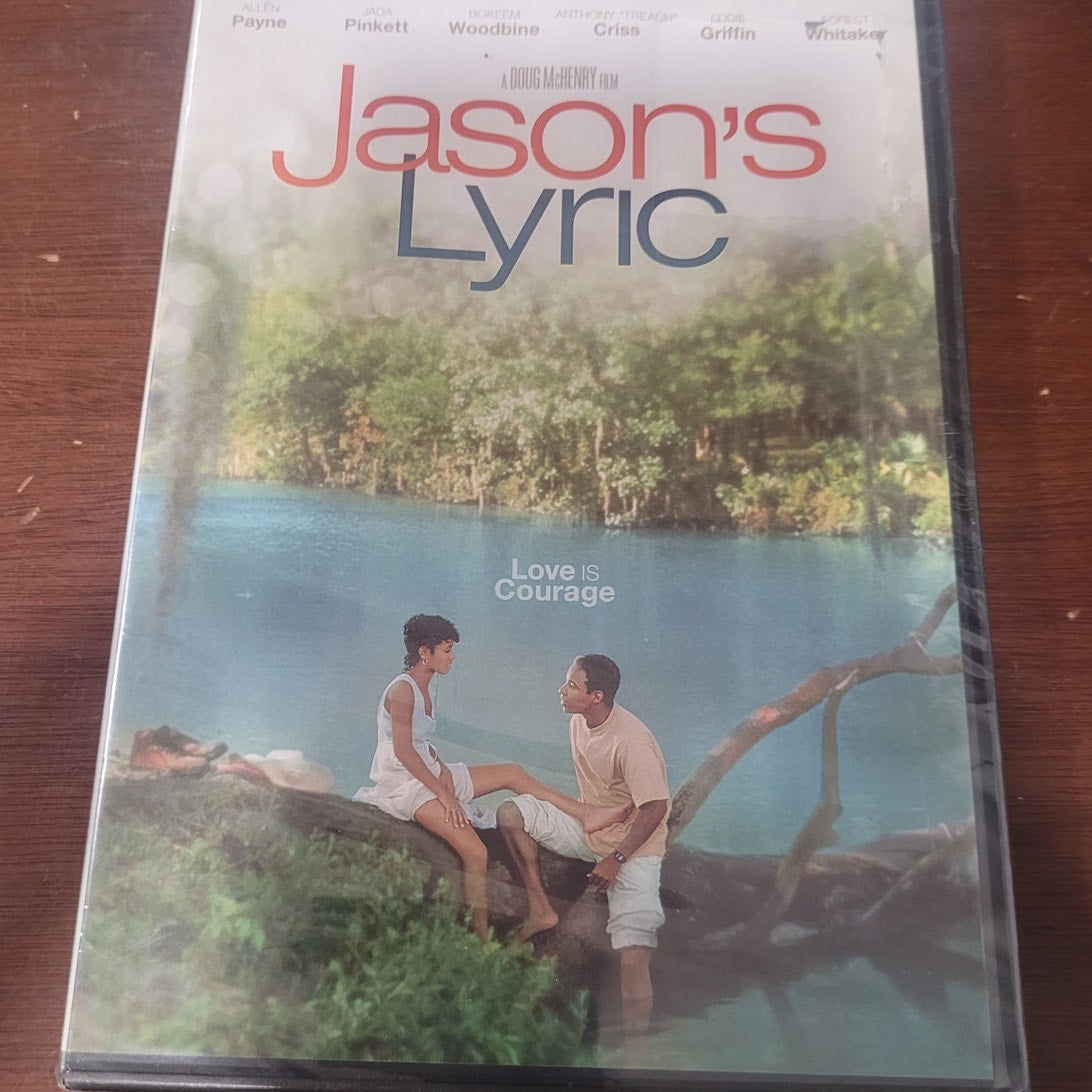 ALLEN JADA BOKEEM ANTHONY "TREACH" EDDIE FOREST
Payne Pinkett Woodbine Criss Griffin Whitaker
A DOUG McHENRY FILM
Jason's
Lyric
Love IS
Courage